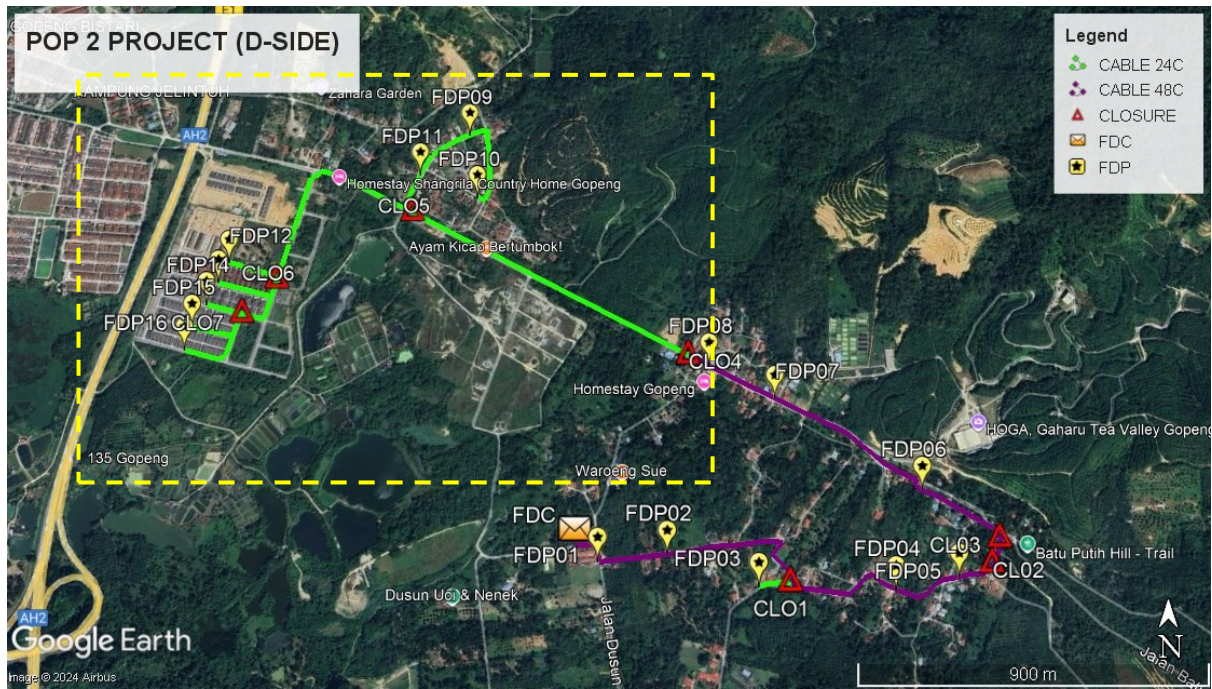 GOPENG BISTARI
E1
POP 2 PROJECT (D-SIDE)
Legend
CABLE 24C
CABLE 48C
CLOSURE
FDC
FDP
KAMPUNG JELINTUH
Zahara Garden
FDP09
AH2
FDP11
FDP10
Homestay Shangrila Country Home Gopeng
CLO5
FDP12
Ayam Kicap Bertumbok!
FDP14
CLO6
FDP15
FDP16
CLO7
FDP08
CLO4
Homestay Gopeng
FDP07
HOGA, Gaharu Tea Valley Gopeng
135 Gopeng
Waroeng Sue
FDP06
FDC
FDP02
FDP01
FDP03
FDP04
CL03
Batu Putih Hill - Trail
FDP05
CL02
CLO1
Dusun Uci & Nenek
Jalan Dusun
AH2
Google Earth
N
Jalan Batu
900 m
Image © 2024 Airbus